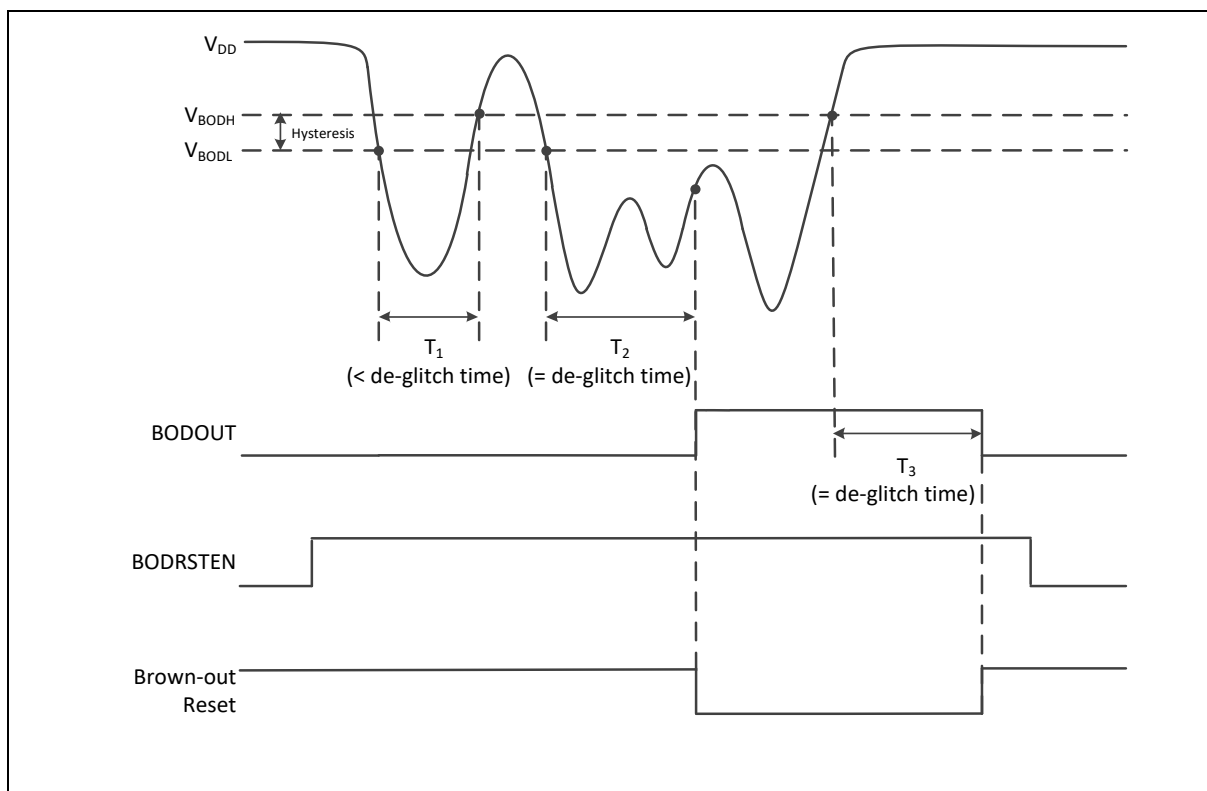 VDD
VBODH
Hysteresis
VBODL
T1
(< de-glitch time)
T2
(= de-glitch time)
BODOUT
T3
(= de-glitch time)
BODRSTEN
Brown-out
Reset